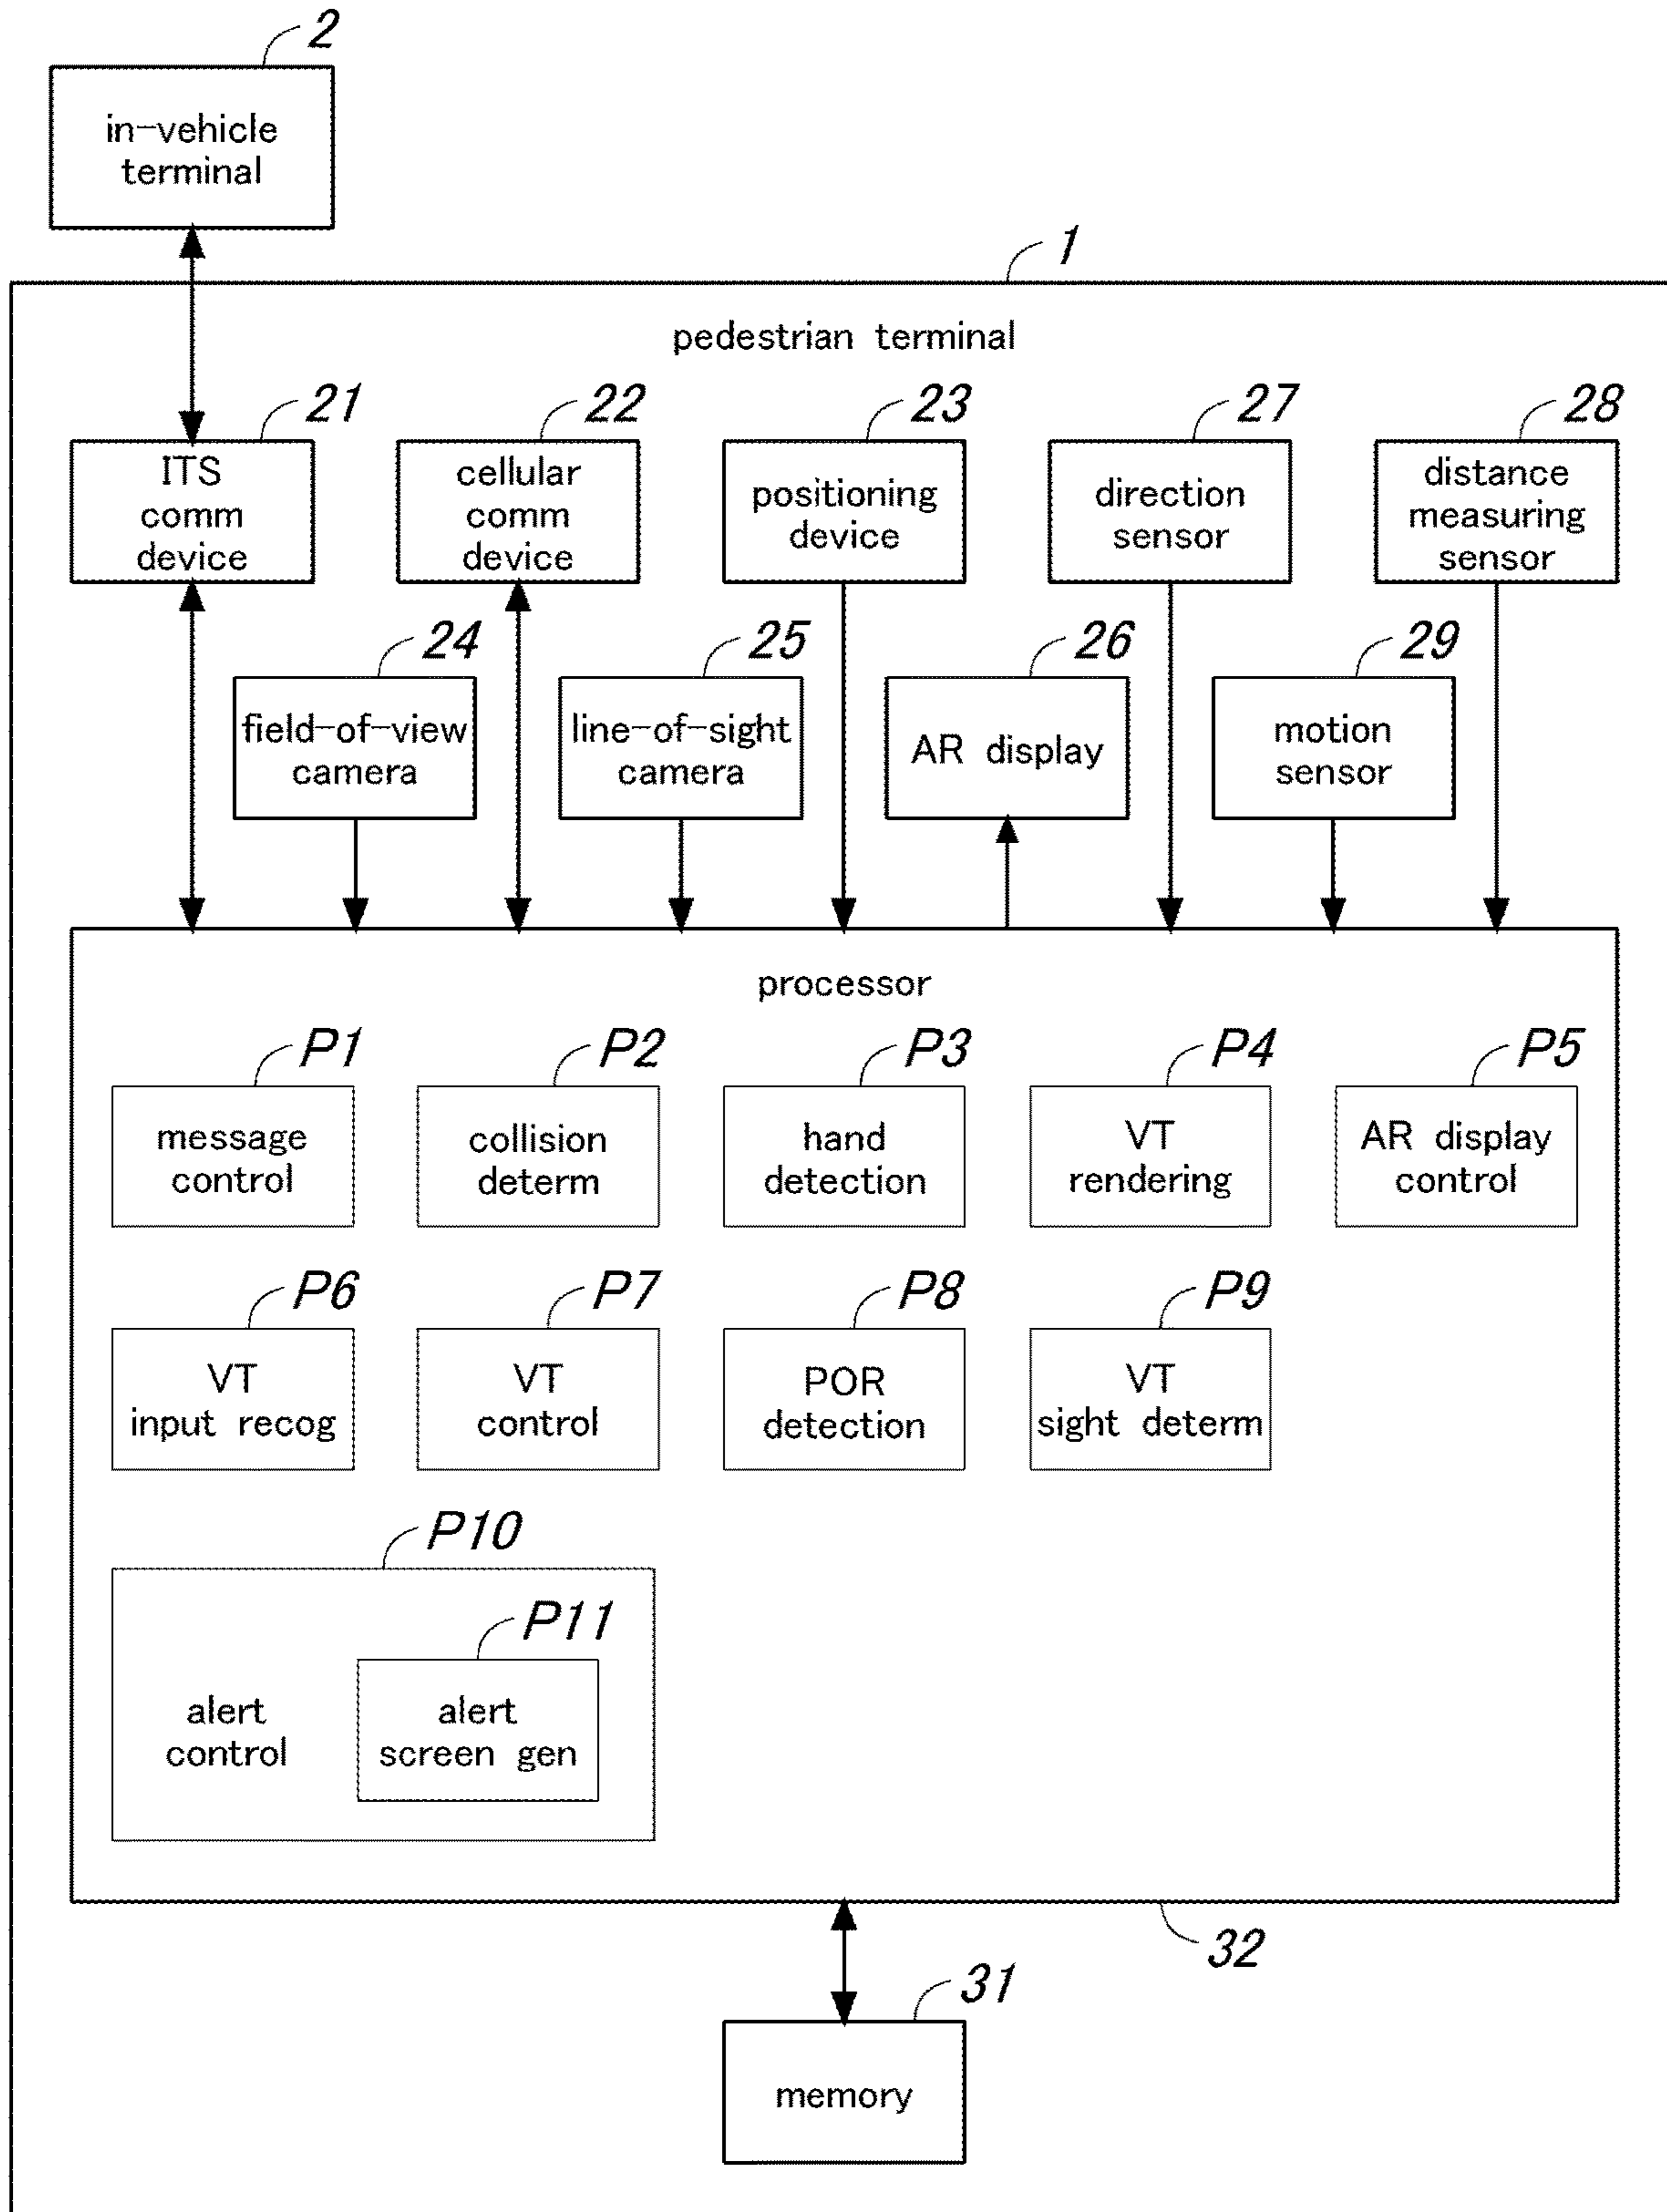 2
in-vehicle
terminal
1
pedestrian terminal
21
22
23
27
28
ITS
comm
device
cellular
comm
device
positioning
device
direction
sensor
distance
measuring
sensor
24
25
26
29
field-of-view
camera
line-of-sight
camera
AR display
motion
sensor
processor
P1
P2
P3
P4
P5
message
control
collision
determ
hand
detection
VT
rendering
AR display
control
P6
P7
P8
P9
VT
input recog
VT
control
POR
detection
VT
sight determ
P10
P11
alert
control
alert
screen gen
32
31
memory